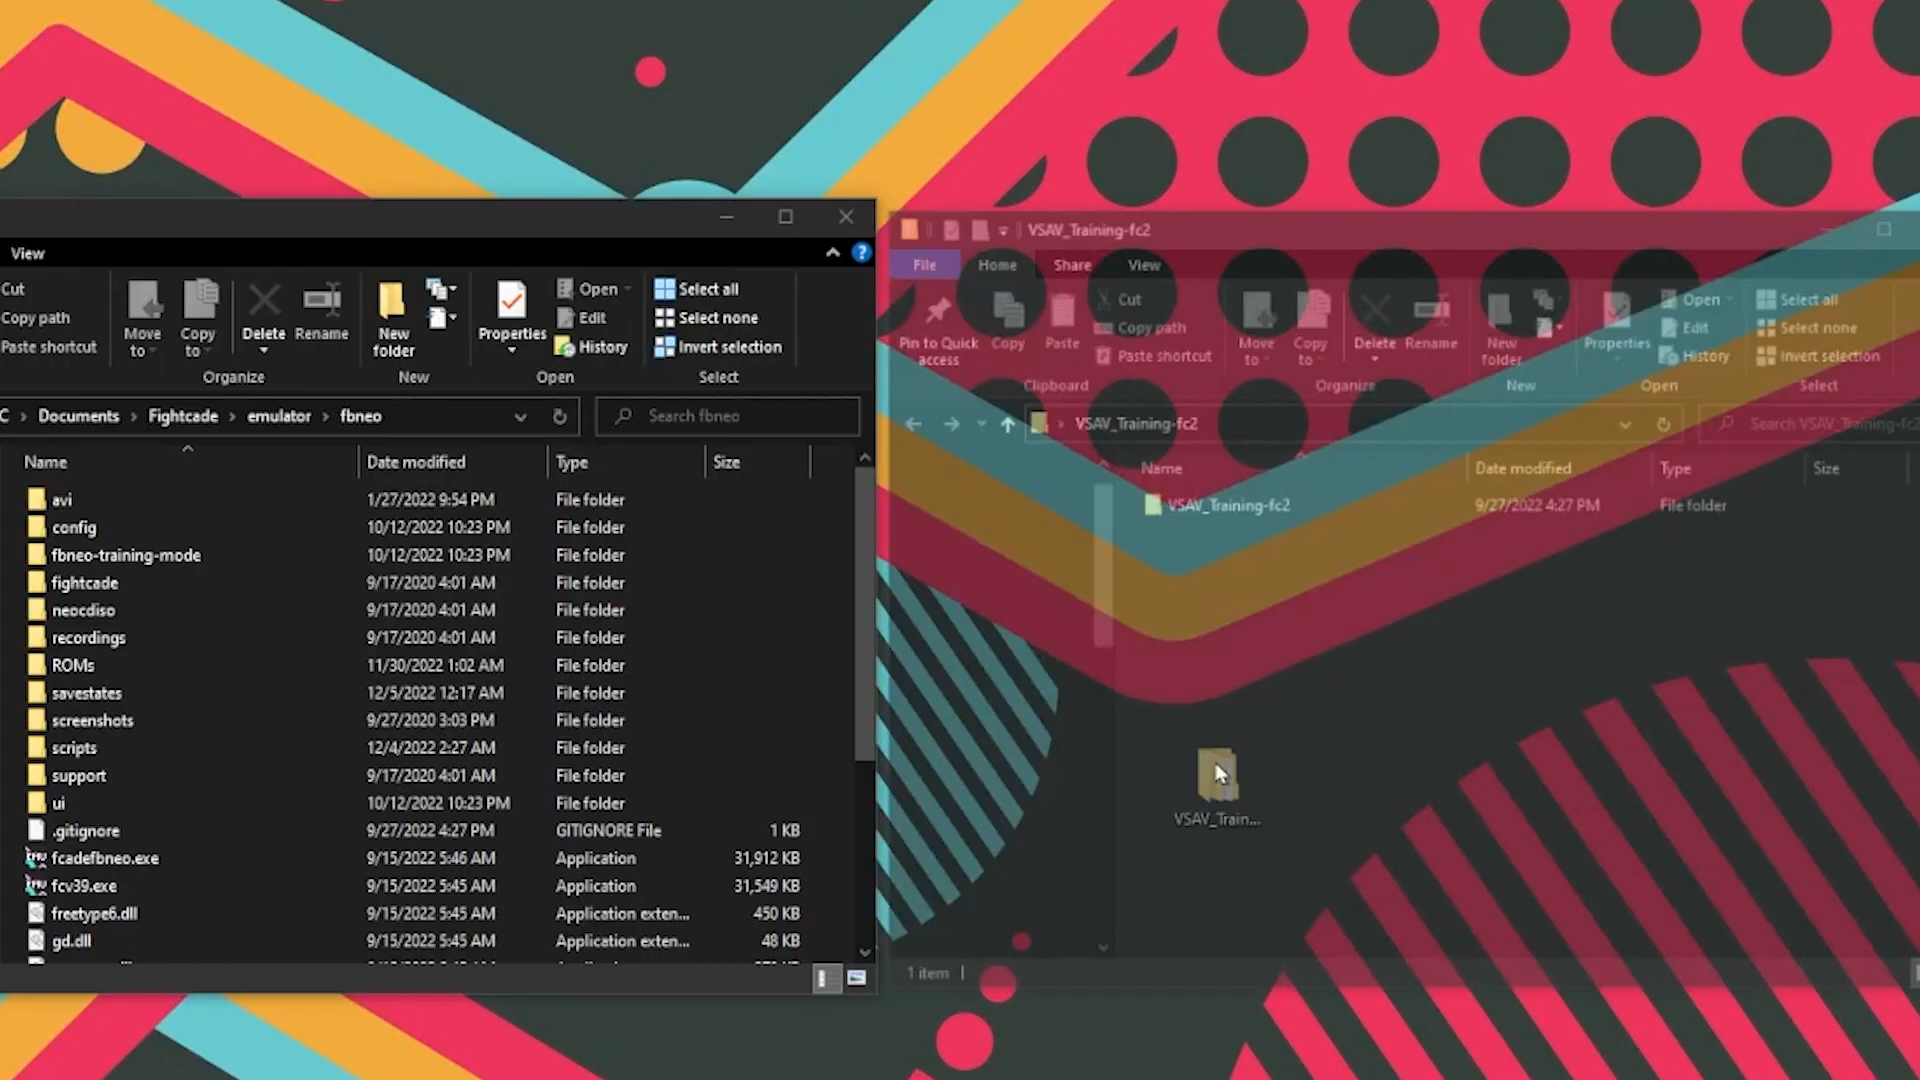 View
Cut
Copy path
Paste shortcut
Move to
Copy to
Delete
Rename
New folder
Properties
Open
Edit
History
Select all
Select none
Invert selection
Organize
New
Open
Select
C > Documents > Fightcade > emulator > fbneo
Search fbneo
Name Date modified Type Size
avi 1/27/2022 9:54 PM File folder
config 10/12/2022 10:23 PM File folder
fbneo-training-mode 10/12/2022 10:23 PM File folder
fightcade 9/17/2020 4:01 AM File folder
neocdiso 9/17/2020 4:01 AM File folder
recordings 9/17/2020 4:01 AM File folder
ROMs 11/30/2022 1:02 AM File folder
savestates 12/5/2022 12:17 AM File folder
screenshots 9/27/2020 3:03 PM File folder
scripts 12/4/2022 2:27 AM File folder
support 9/17/2020 4:01 AM File folder
ui 10/12/2022 10:23 PM File folder
.gitignore 9/27/2022 4:27 PM GITIGNORE File 1 KB
fcadefbneo.exe 9/15/2022 5:46 AM Application 31,912 KB
fcv39.exe 9/15/2022 5:45 AM Application 31,549 KB
freetype6.dll 9/15/2022 5:45 AM Application exten... 450 KB
gd.dll 9/15/2022 5:45 AM Application exten... 48 KB
VSAV_Training-fc2
File Home Share View
Pin to Quick access
Copy
Paste
Cut
Copy path
Paste shortcut
Move to
Copy to
Delete
Rename
New folder
Properties
Open
Edit
History
Select all
Select none
Invert selection
Clipboard
Organize
New
Open
Select
VSAV_Training-fc2
Search VSAV_Training-fc2
Name Date modified Type Size
VSAV_Training-fc2 9/27/2022 4:27 PM File folder
VSAV_Train...
1 item